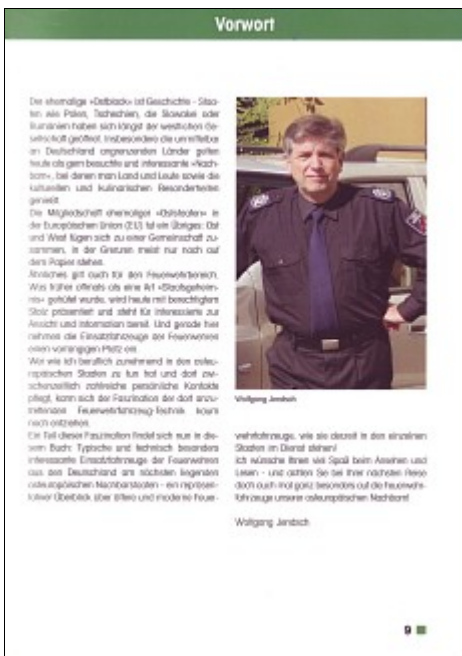 Vorwort
Der ehemalige «Ostblock» ist Geschichte - Staa-
ten wie Polen, Tschechien, die Slowakei oder
Rumänien haben sich längst der westlichen Ge-
sellschaft geöffnet. Insbesondere die unmittelbar
an Deutschland angrenzenden Länder gelten
heute als gern besuchte und interessante «Nach-
barn», bei denen man Land und Leute sowie die
kulturellen und kulinarischen Besonderheiten
genießt.
Die Mitgliedschaft ehemaliger «Oststaaten» in
der Europäischen Union (EU) tat ein Übriges: Ost
und West fügen sich zu einer Gemeinschaft zu-
sammen, in der Grenzen meist nur noch auf
dem Papier stehen.
Ähnliches gilt auch für den Feuerwehrbereich.
Was früher oftmals als eine Art «Staatsgeheim-
nis» gehütet wurde, wird heute mit berechtigtem
Stolz präsentiert und steht für Interessierte zur
Ansicht und Information bereit. Und gerade hier
nehmen die Einsatzfahrzeuge der Feuerwehren
einen vorrangigen Platz ein.
Wer wie ich beruflich zunehmend in den osteu-
ropäischen Staaten zu tun hat und dort zwi-
schenzeitlich zahlreiche persönliche Kontakte
pflegt, kann sich der Faszination der dort anzu-
treffenden Feuerwehrfahrzeug-Technik kaum
noch entziehen.
Ein Teil dieser Faszination findet sich nun in die-
sem Buch: Typische und technisch besonders
interessante Einsatzfahrzeuge der Feuerwehren
aus den Deutschland am nächsten liegenden
osteuropäischen Nachbarstaaten - ein repräsen-
tativer Überblick über ältere und moderne Feuer-
Wolfgang Jendsch
wehrfahrzeuge, wie sie derzeit in den einzelnen
Staaten im Dienst stehen!
Ich wünsche Ihnen viel Spaß beim Ansehen und
Lesen - und achten Sie bei Ihrer nächsten Reise
doch auch mal ganz besonders auf die Feuerwehr-
fahrzeuge unserer osteuropäischen Nachbarn!
Wolfgang Jendsch
9